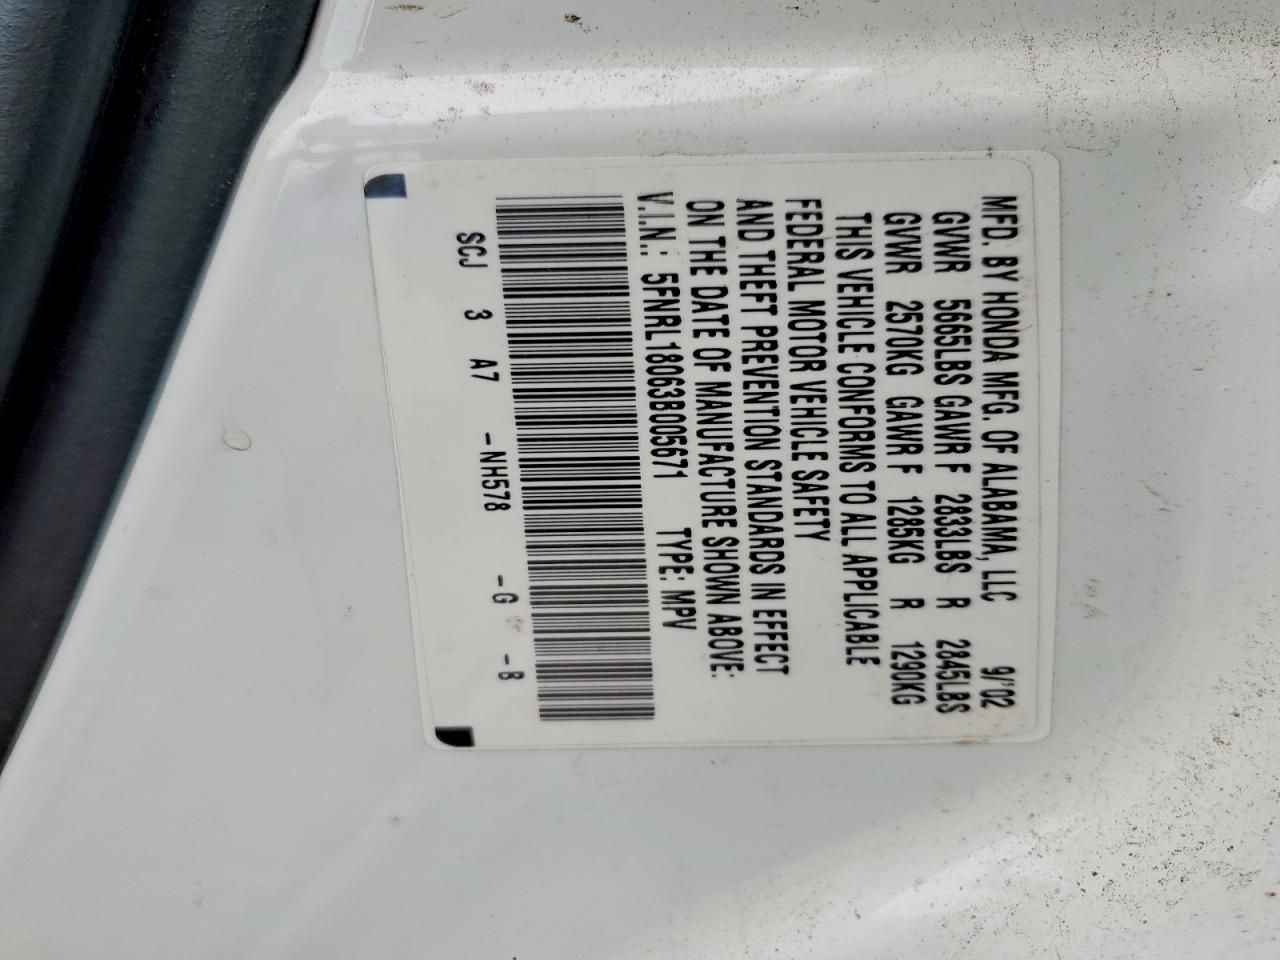 MFD. BY HONDA MFG. OF ALABAMA, LLC 9/'02
GVWR 5665LBS GAWR F 2833LBS R 2845LBS
GVWR 2570KG GAWR F 1285KG R 1290KG
THIS VEHICLE CONFORMS TO ALL APPLICABLE
FEDERAL MOTOR VEHICLE SAFETY
AND THEFT PREVENTION STANDARDS IN EFFECT
ON THE DATE OF MANUFACTURE SHOWN ABOVE.
V.I.N.: 5FNRL18063B005671 TYPE: MPV
SCJ 3 A7 -NH578 -G -B